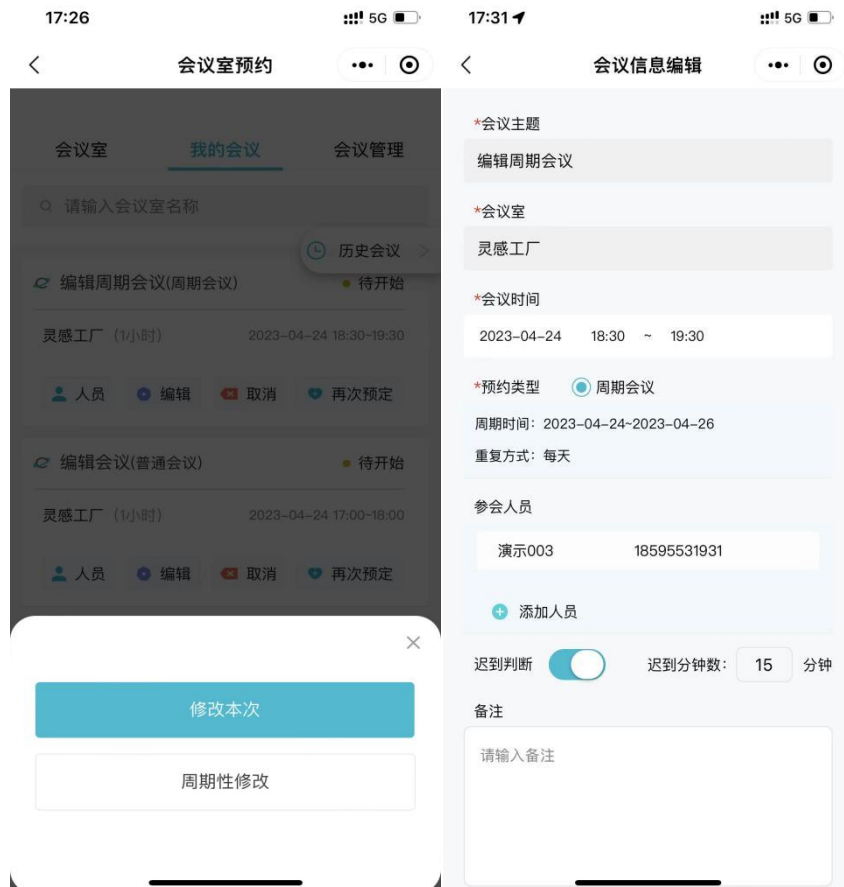 17:26
5G
会议室预约
会议室
我的会议
会议管理
请输入会议室名称
历史会议
编辑周期会议(周期会议)
待开始
灵感工厂（1小时）
2023-04-24 18:30-19:30
人员
编辑
取消
再次预定
编辑会议(普通会议)
待开始
灵感工厂（1小时）
2023-04-24 17:00-18:00
人员
编辑
取消
再次预定
修改本次
周期性修改
17:31
5G
会议信息编辑
*会议主题
编辑周期会议
*会议室
灵感工厂
*会议时间
2023-04-24 18:30 ~ 19:30
*预约类型 周期会议
周期时间：2023-04-24~2023-04-26
重复方式：每天
参会人员
演示003 18595531931
添加人员
迟到判断 迟到分钟数： 15 分钟
备注
请输入备注